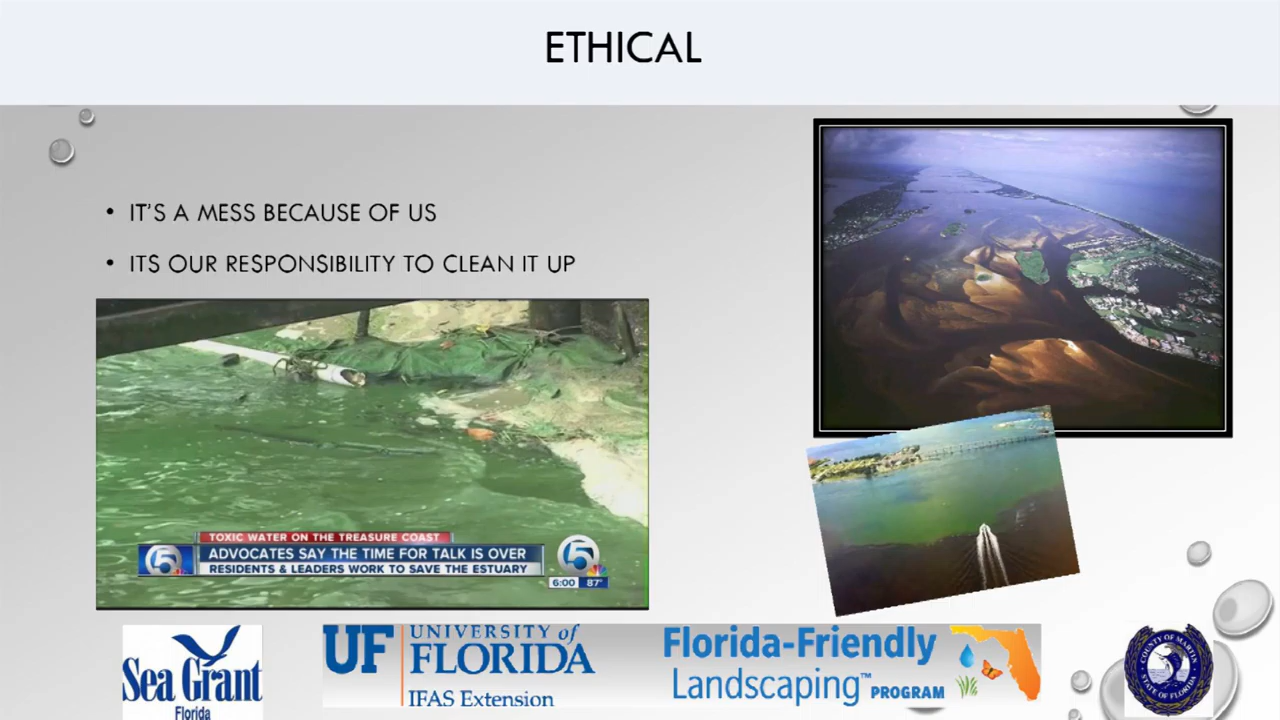 ETHICAL
• IT'S A MESS BECAUSE OF US
• ITS OUR RESPONSIBILITY TO CLEAN IT UP
TOXIC WATER ON THE TREASURE COAST
ADVOCATES SAY THE TIME FOR TALK IS OVER
RESIDENTS & LEADERS WORK TO SAVE THE ESTUARY
5
5
6:00 87°
Sea Grant
Florida
UF UNIVERSITY of
FLORIDA
IFAS Extension
Florida-Friendly
Landscaping™ PROGRAM
COUNTY OF MARTIN
STATE OF FLORIDA